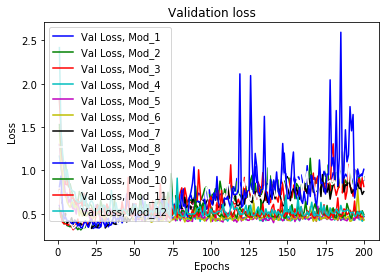 Validation loss
Loss
2.5
2.0
1.5
1.0
0.5
Val Loss, Mod_1
Val Loss, Mod_2
Val Loss, Mod_3
Val Loss, Mod_4
Val Loss, Mod_5
Val Loss, Mod_6
Val Loss, Mod_7
Val Loss, Mod_8
Val Loss, Mod_9
Val Loss, Mod_10
Val Loss, Mod_11
Val Loss, Mod_12
0 25 50 75 100 125 150 175 200
Epochs